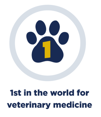 1
1st in the world for
veterinary medicine